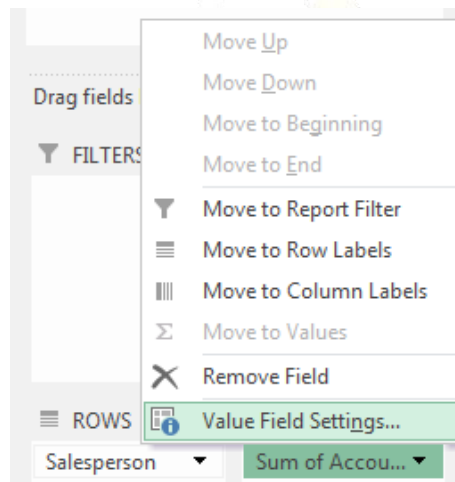 Move Up
Move Down
Drag fields
Move to Beginning
FILTERS
Move to End
Move to Report Filter
Move to Row Labels
Move to Column Labels
Move to Values
Remove Field
ROWS
Value Field Settings...
Salesperson
Sum of Accou...